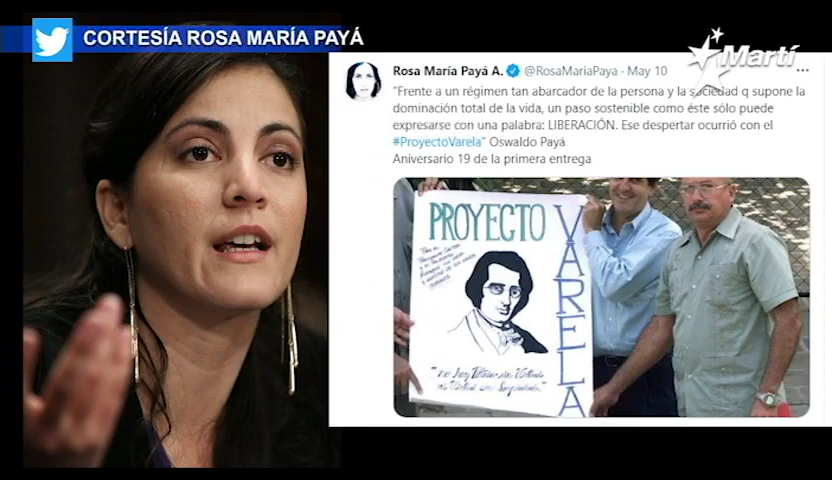 CORTESÍA ROSA MARÍA PAYÁ
Martí
Rosa María Payá A. @RosaMariaPaya · May 10
"Frente a un régimen tan abarcador de la persona y la sociedad q supone la
dominación total de la vida, un paso sostenible como éste sólo puede
expresarse con una palabra: LIBERACIÓN. Ese despertar ocurrió con el
#ProyectoVarela" Oswaldo Payá
Aniversario 19 de la primera entrega
PROYECTO
VARELA